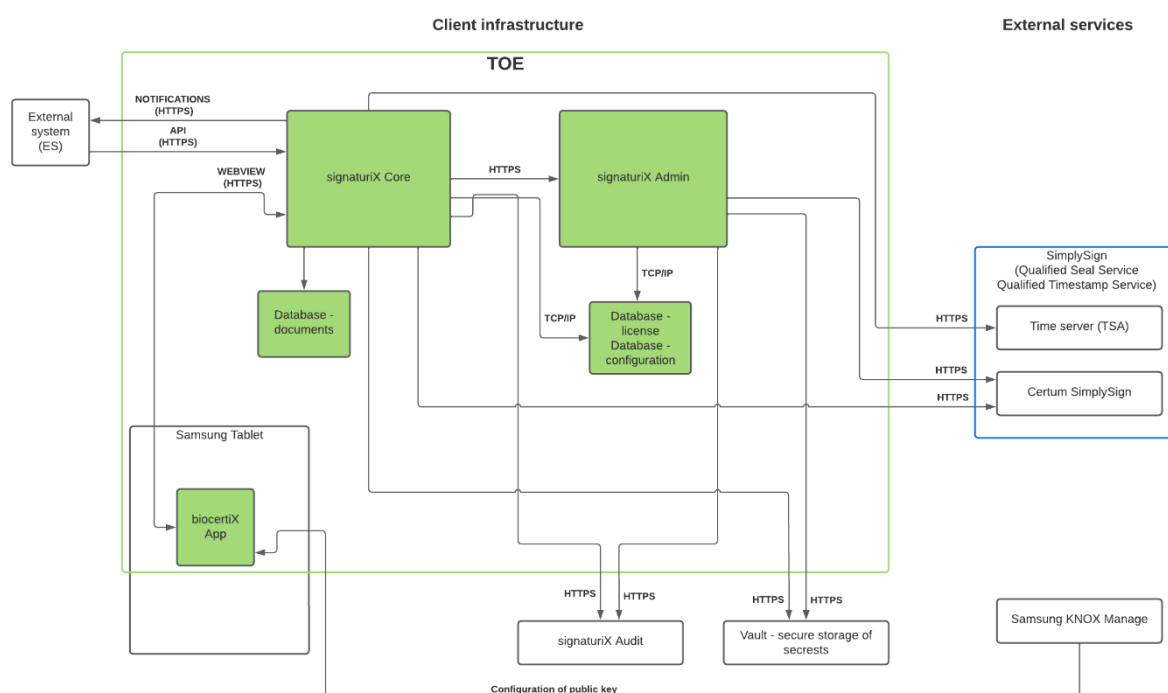 Client infrastructure
External services
TOE
NOTIFICATIONS
(HTTPS)
External
system
(ES)
API
(HTTPS)
WEBVIEW
(HTTPS)
signaturiX Core
HTTPS
signaturiX Admin
TCP/IP
Database -
documents
TCP/IP
Database -
license
Database -
configuration
SimplySign
(Qualified Seal Service
Qualified Timestamp Service)
HTTPS
Time server (TSA)
HTTPS
HTTPS
Certum SimplySign
Samsung Tablet
biocertiX
App
HTTPS
HTTPS
signaturiX Audit
HTTPS
HTTPS
Vault - secure storage of
secrests
Samsung KNOX Manage
Configuration of public key